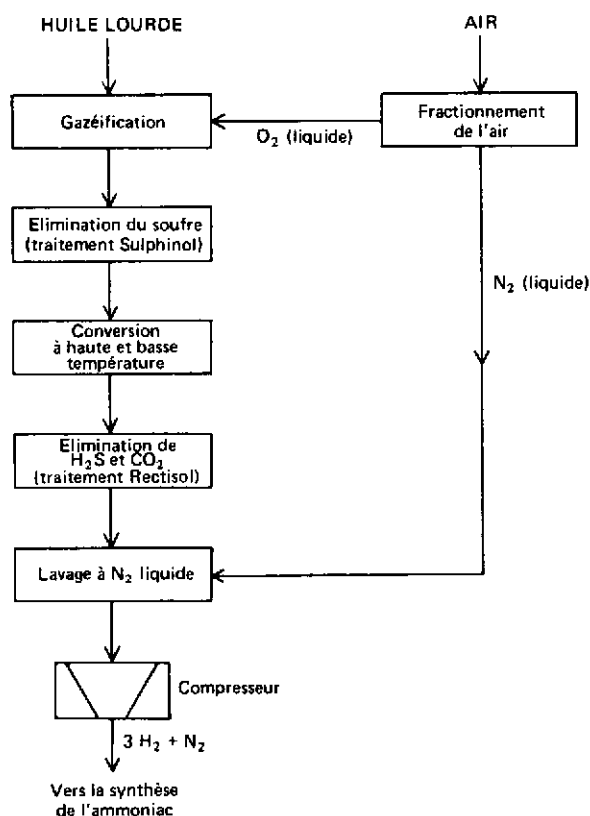 HUILE LOURDE
AIR
Gazéification
Fractionnement
de l'air
O₂ (liquide)
Elimination du soufre
(traitement Sulphinol)
N₂ (liquide)
Conversion
à haute et basse
température
Elimination de
H₂S et CO₂
(traitement Rectisol)
Lavage à N₂ liquide
Compresseur
3 H₂ + N₂
Vers la synthèse
de l'ammoniac